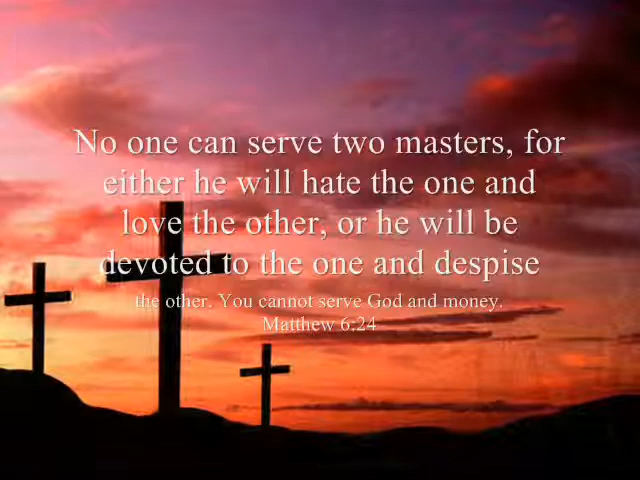 No one can serve two masters, for
either he will hate the one and
love the other, or he will be
devoted to the one and despise
the other. You cannot serve God and money.
Matthew 6:24